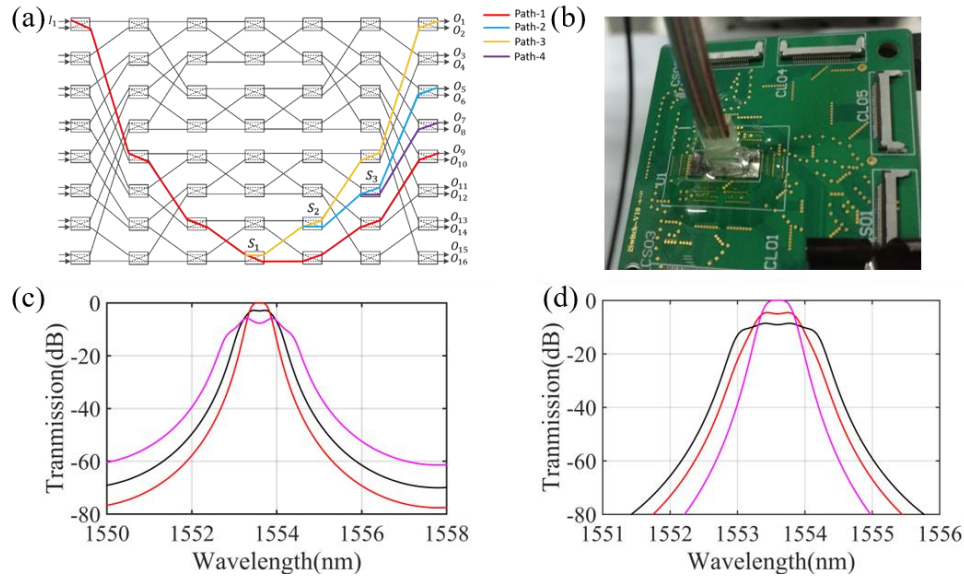 (a)
I₁
S₁
S₂
S₃
O₁
O₂
O₃
O₄
O₅
O₆
O₇
O₈
O₉
O₁₀
O₁₁
O₁₂
O₁₃
O₁₄
O₁₅
O₁₆
Path-1
Path-2
Path-3
Path-4
(b)
CL04
CL05
U1
CS03
CL01
SO1
(c)
0
-20
-40
-60
-80
Tranmission(dB)
1550
1552
1554
1556
1558
Wavelength(nm)
(d)
0
-20
-40
-60
-80
Tranmission(dB)
1551
1552
1553
1554
1555
1556
Wavelength(nm)